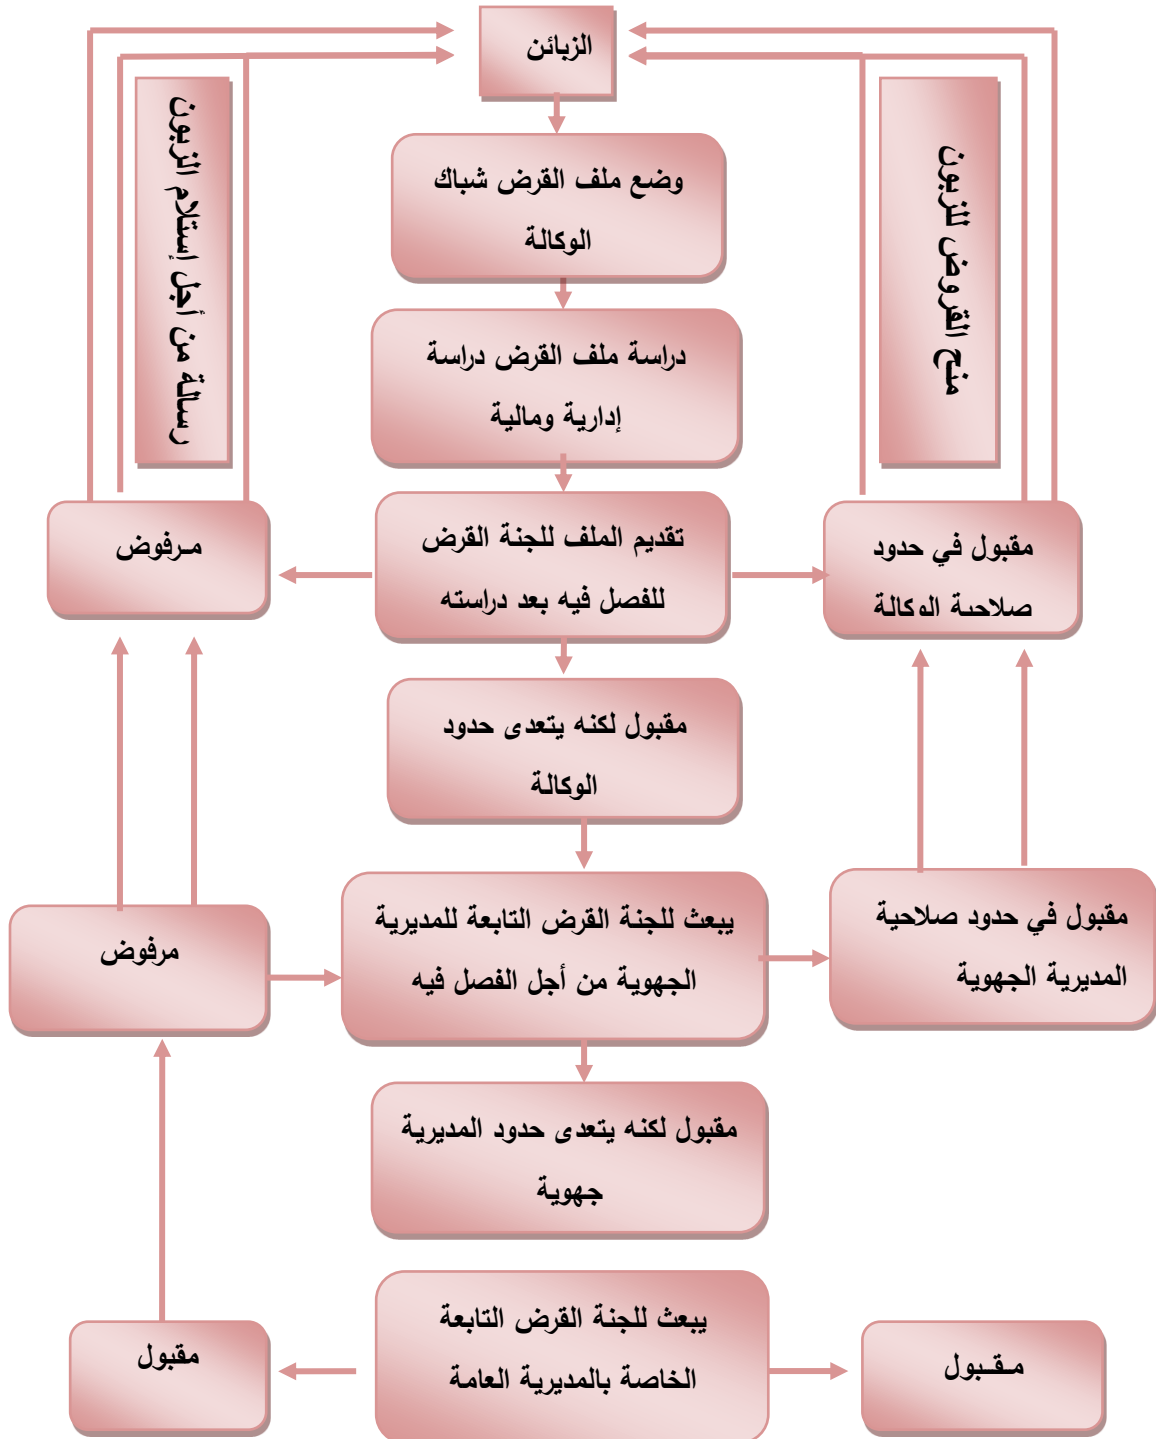 الزبائن
رسالة من أجل إستلام الزبون
منح القروض للزبون
وضع ملف القرض شباك
الوكالة
دراسة ملف القرض دراسة
إدارية ومالية
مقبول في حدود
صلاحية الوكالة
تقديم الملف للجنة القرض
للفصل فيه بعد دراسته
مـرفوض
مقبول لكنه يتعدى حدود
الوكالة
مقبول في حدود صلاحية
المديرية الجهوية
يبعث للجنة القرض التابعة للمديرية
الجهوية من أجل الفصل فيه
مرفوض
مقبول لكنه يتعدى حدود المديرية
جهوية
مـقـبول
يبعث للجنة القرض التابعة
الخاصة بالمديرية العامة
مقبول